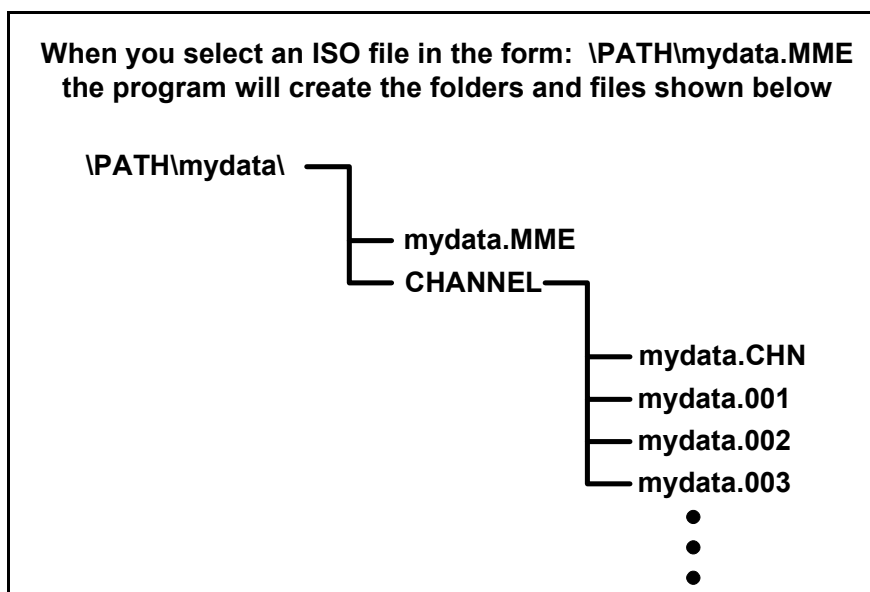 When you select an ISO file in the form: \PATH\mydata.MME
the program will create the folders and files shown below
\PATH\mydata\
mydata.MME
CHANNEL
mydata.CHN
mydata.001
mydata.002
mydata.003